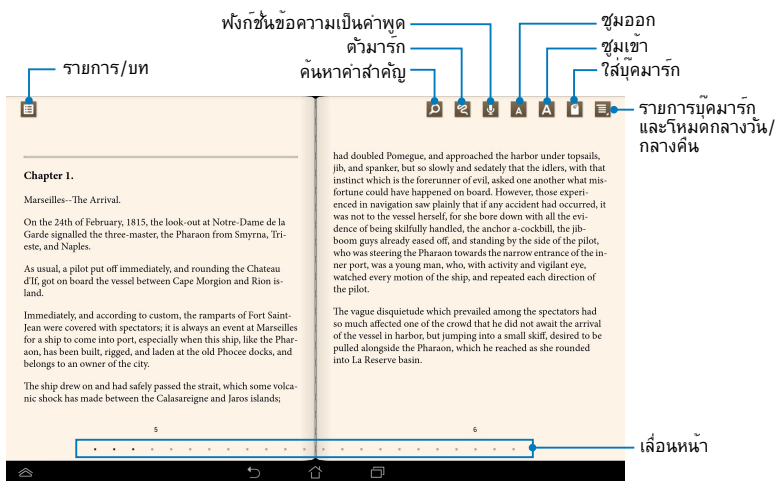 ฟังก์ชั่นข้อความเป็นคำพูด
ตัวมาร์ก
ค้นหาคำสำคัญ
ซูมออก
ซูมเข้า
ใส่บุ๊คมาร์ก
รายการ/บท
รายการบุ๊คมาร์ก
และโหมดกลางวัน/
กลางคืน
A
A
Chapter 1.
Marseilles--The Arrival.
On the 24th of February, 1815, the look-out at Notre-Dame de la
Garde signalled the three-master, the Pharaon from Smyrna, Tri-
este, and Naples.
As usual, a pilot put off immediately, and rounding the Chateau
d'If, got on board the vessel between Cape Morgion and Rion is-
land.
Immediately, and according to custom, the ramparts of Fort Saint-
Jean were covered with spectators; it is always an event at Marseilles
for a ship to come into port, especially when this ship, like the Phar-
aon, has been built, rigged, and laden at the old Phocee docks, and
belongs to an owner of the city.
The ship drew on and had safely passed the strait, which some volca-
nic shock has made between the Calasareigne and Jaros islands;
5
had doubled Pomegue, and approached the harbor under topsails,
jib, and spanker, but so slowly and sedately that the idlers, with that
instinct which is the forerunner of evil, asked one another what mis-
fortune could have happened on board. However, those experi-
enced in navigation saw plainly that if any accident had occurred, it
was not to the vessel herself, for she bore down with all the evi-
dence of being skilfully handled, the anchor a-cockbill, the jib-
boom guys already eased off, and standing by the side of the pilot,
who was steering the Pharaon towards the narrow entrance of the in-
ner port, was a young man, who, with activity and vigilant eye,
watched every motion of the ship, and repeated each direction of
the pilot.
The vague disquietude which prevailed among the spectators had
so much affected one of the crowd that he did not await the arrival
of the vessel in harbor, but jumping into a small skiff, desired to be
pulled alongside the Pharaon, which he reached as she rounded
into La Reserve basin.
6
เลื่อนหน้า